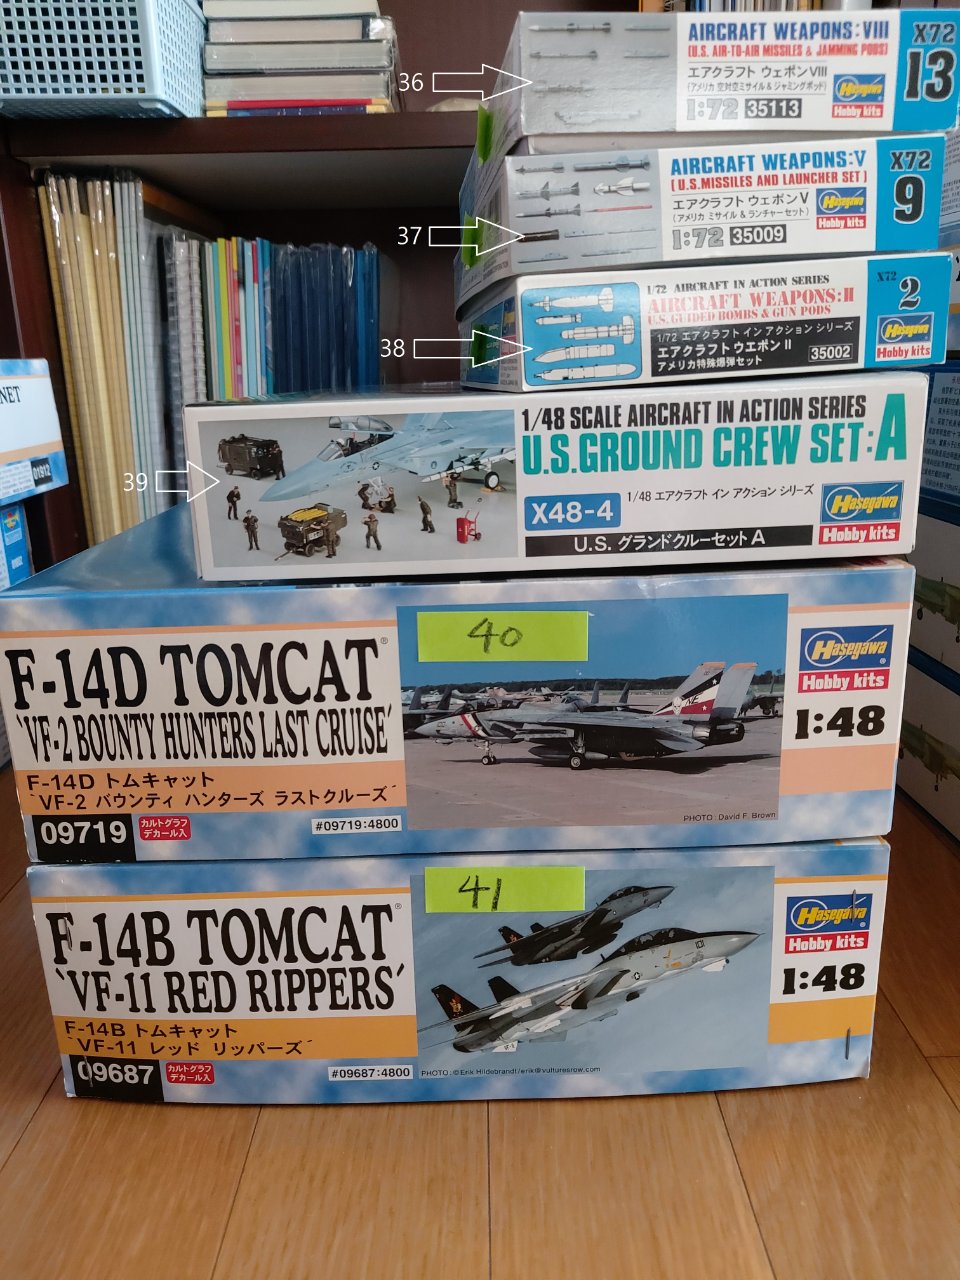 36
AIRCRAFT WEAPONS:VIII
(U.S. AIR-TO-AIR MISSILES & JAMMING PODS)
エアクラフト ウェポンVIII
(アメリカ 空対空ミサイル&ジャミングポッド)
1:72 35113
Hasegawa
Hobby kits
X72
13
37
AIRCRAFT WEAPONS:V
(U.S.MISSILES AND LAUNCHER SET)
エアクラフト ウェポンV
(アメリカ ミサイル&ランチャーセット)
1:72 35009
Hasegawa
Hobby kits
X72
9
38
1/72 AIRCRAFT IN ACTION SERIES
AIRCRAFT WEAPONS:II
U.S. GUIDED BOMBS & GUN PODS
1/72 エアクラフト イン アクション シリーズ
エアクラフト ウエポン II
アメリカ特殊爆弾セット
35002
X72
2
Hasegawa
Hobby kits
NET
01912
39
1/48 SCALE AIRCRAFT IN ACTION SERIES
U.S.GROUND CREW SET:A
X48-4
1/48 エアクラフト イン アクション シリーズ
U.S. グランドクルーセット A
Hasegawa
Hobby kits
40
F-14D TOMCAT®
'VF-2 BOUNTY HUNTERS LAST CRUISE'
F-14D トムキャット
`VF-2 バウンティ ハンターズ ラストクルーズ´
09719
カルトグラフ
デカール入
#09719:4800
PHOTO : David F. Brown
Hasegawa®
Hobby kits
1:48
41
F-14B TOMCAT®
'VF-11 RED RIPPERS'
F-14B トムキャット
`VF-11 レッド リッパーズ´
09687
カルトグラフ
デカール入
#09687:4800
PHOTO : ©Erik Hildebrandt/erik@vulturesrow.com
Hasegawa®
Hobby kits
1:48